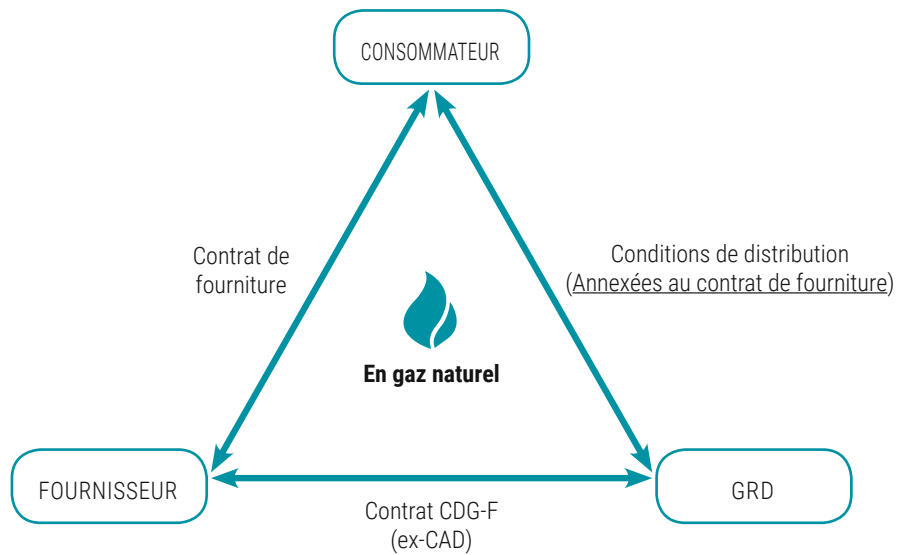 CONSOMMATEUR
Contrat de
fourniture
Conditions de distribution
(Annexées au contrat de fourniture)
En gaz naturel
FOURNISSEUR
GRD
Contrat CDG-F
(ex-CAD)